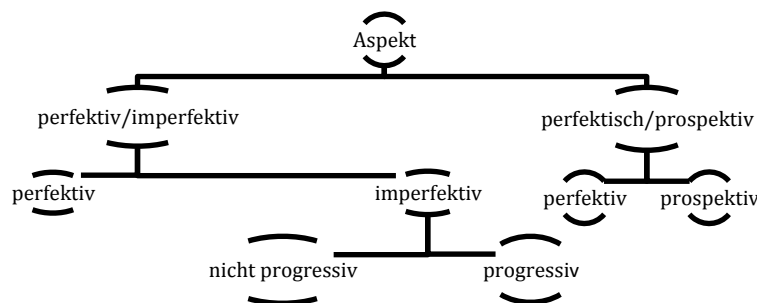 Aspekt
perfektiv/imperfektiv
perfektisch/prospektiv
perfektiv
imperfektiv
perfektiv
prospektiv
nicht progressiv
progressiv